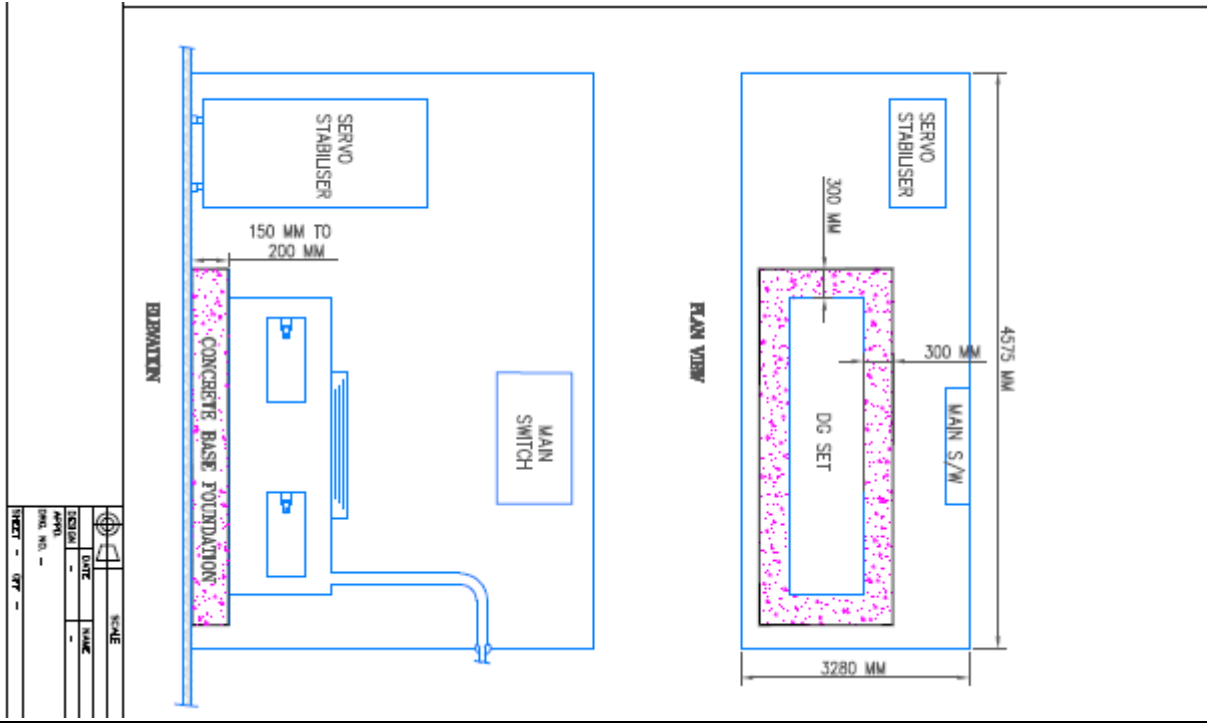 SERVO
STABILISER
150 MM TO
200 MM
CONCRETE BASE FOUNDATION
MAIN
SWITCH
ELEVATION
SERVO
STABILISER
300 MM
300 MM
4575 MM
DG SET
MAIN S/W
3280 MM
PLAN VIEW
SCALE
DATE NAME
DESIGN - -
APPD.
DRG. NO. -
SHEET - OFF -